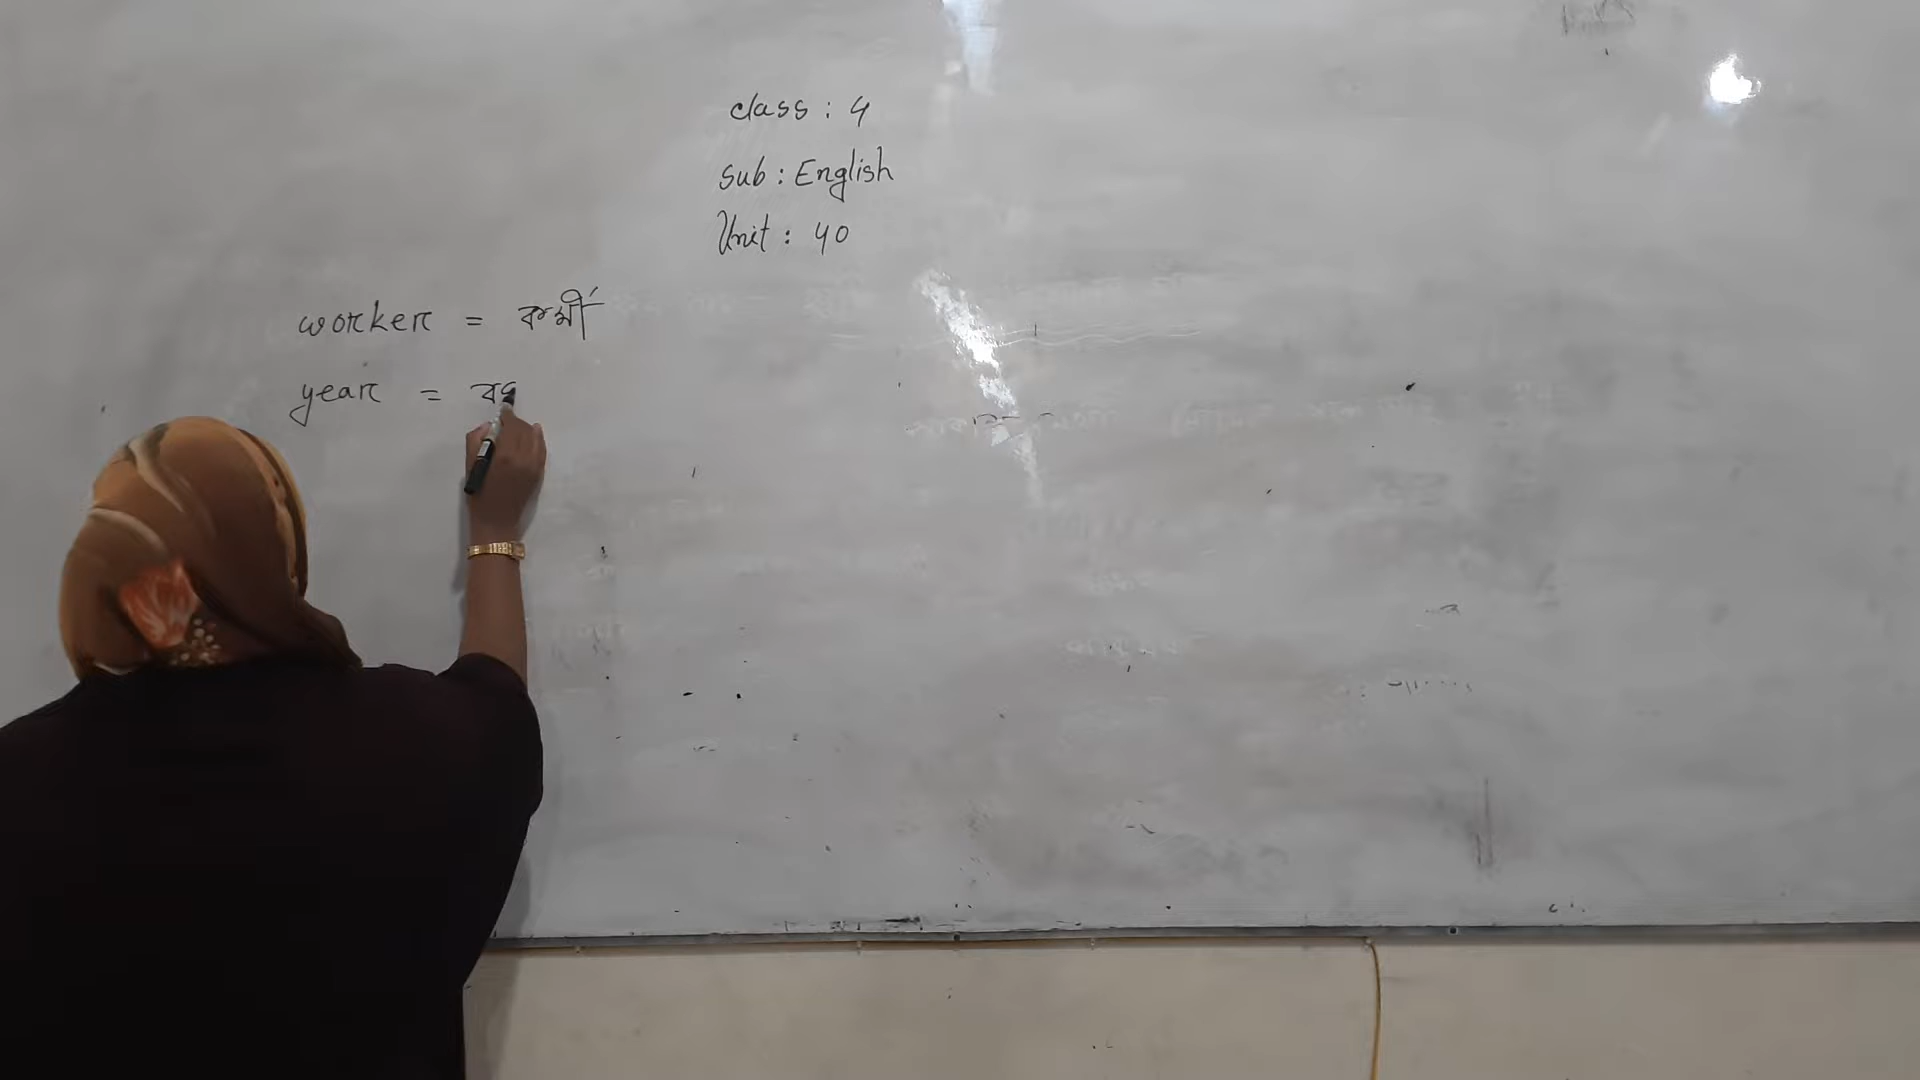 class : 4
sub : English
Unit : 40
worker = কর্মী
year = ব